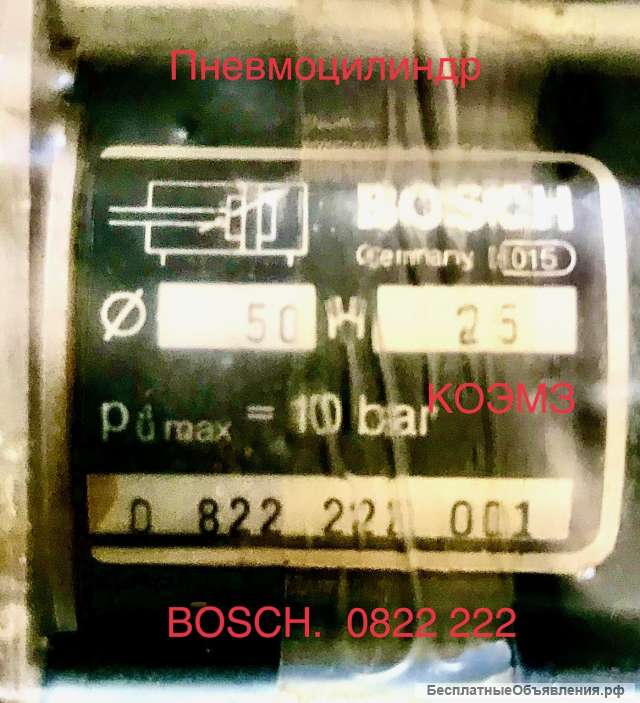 Пневмоцилиндр
BOSCH
Germany 015
Ø 50 H 25
pü max = 10 bar
КОЭМЗ
0 822 222 001
BOSCH. 0822 222
БесплатныеОбъявления.рф